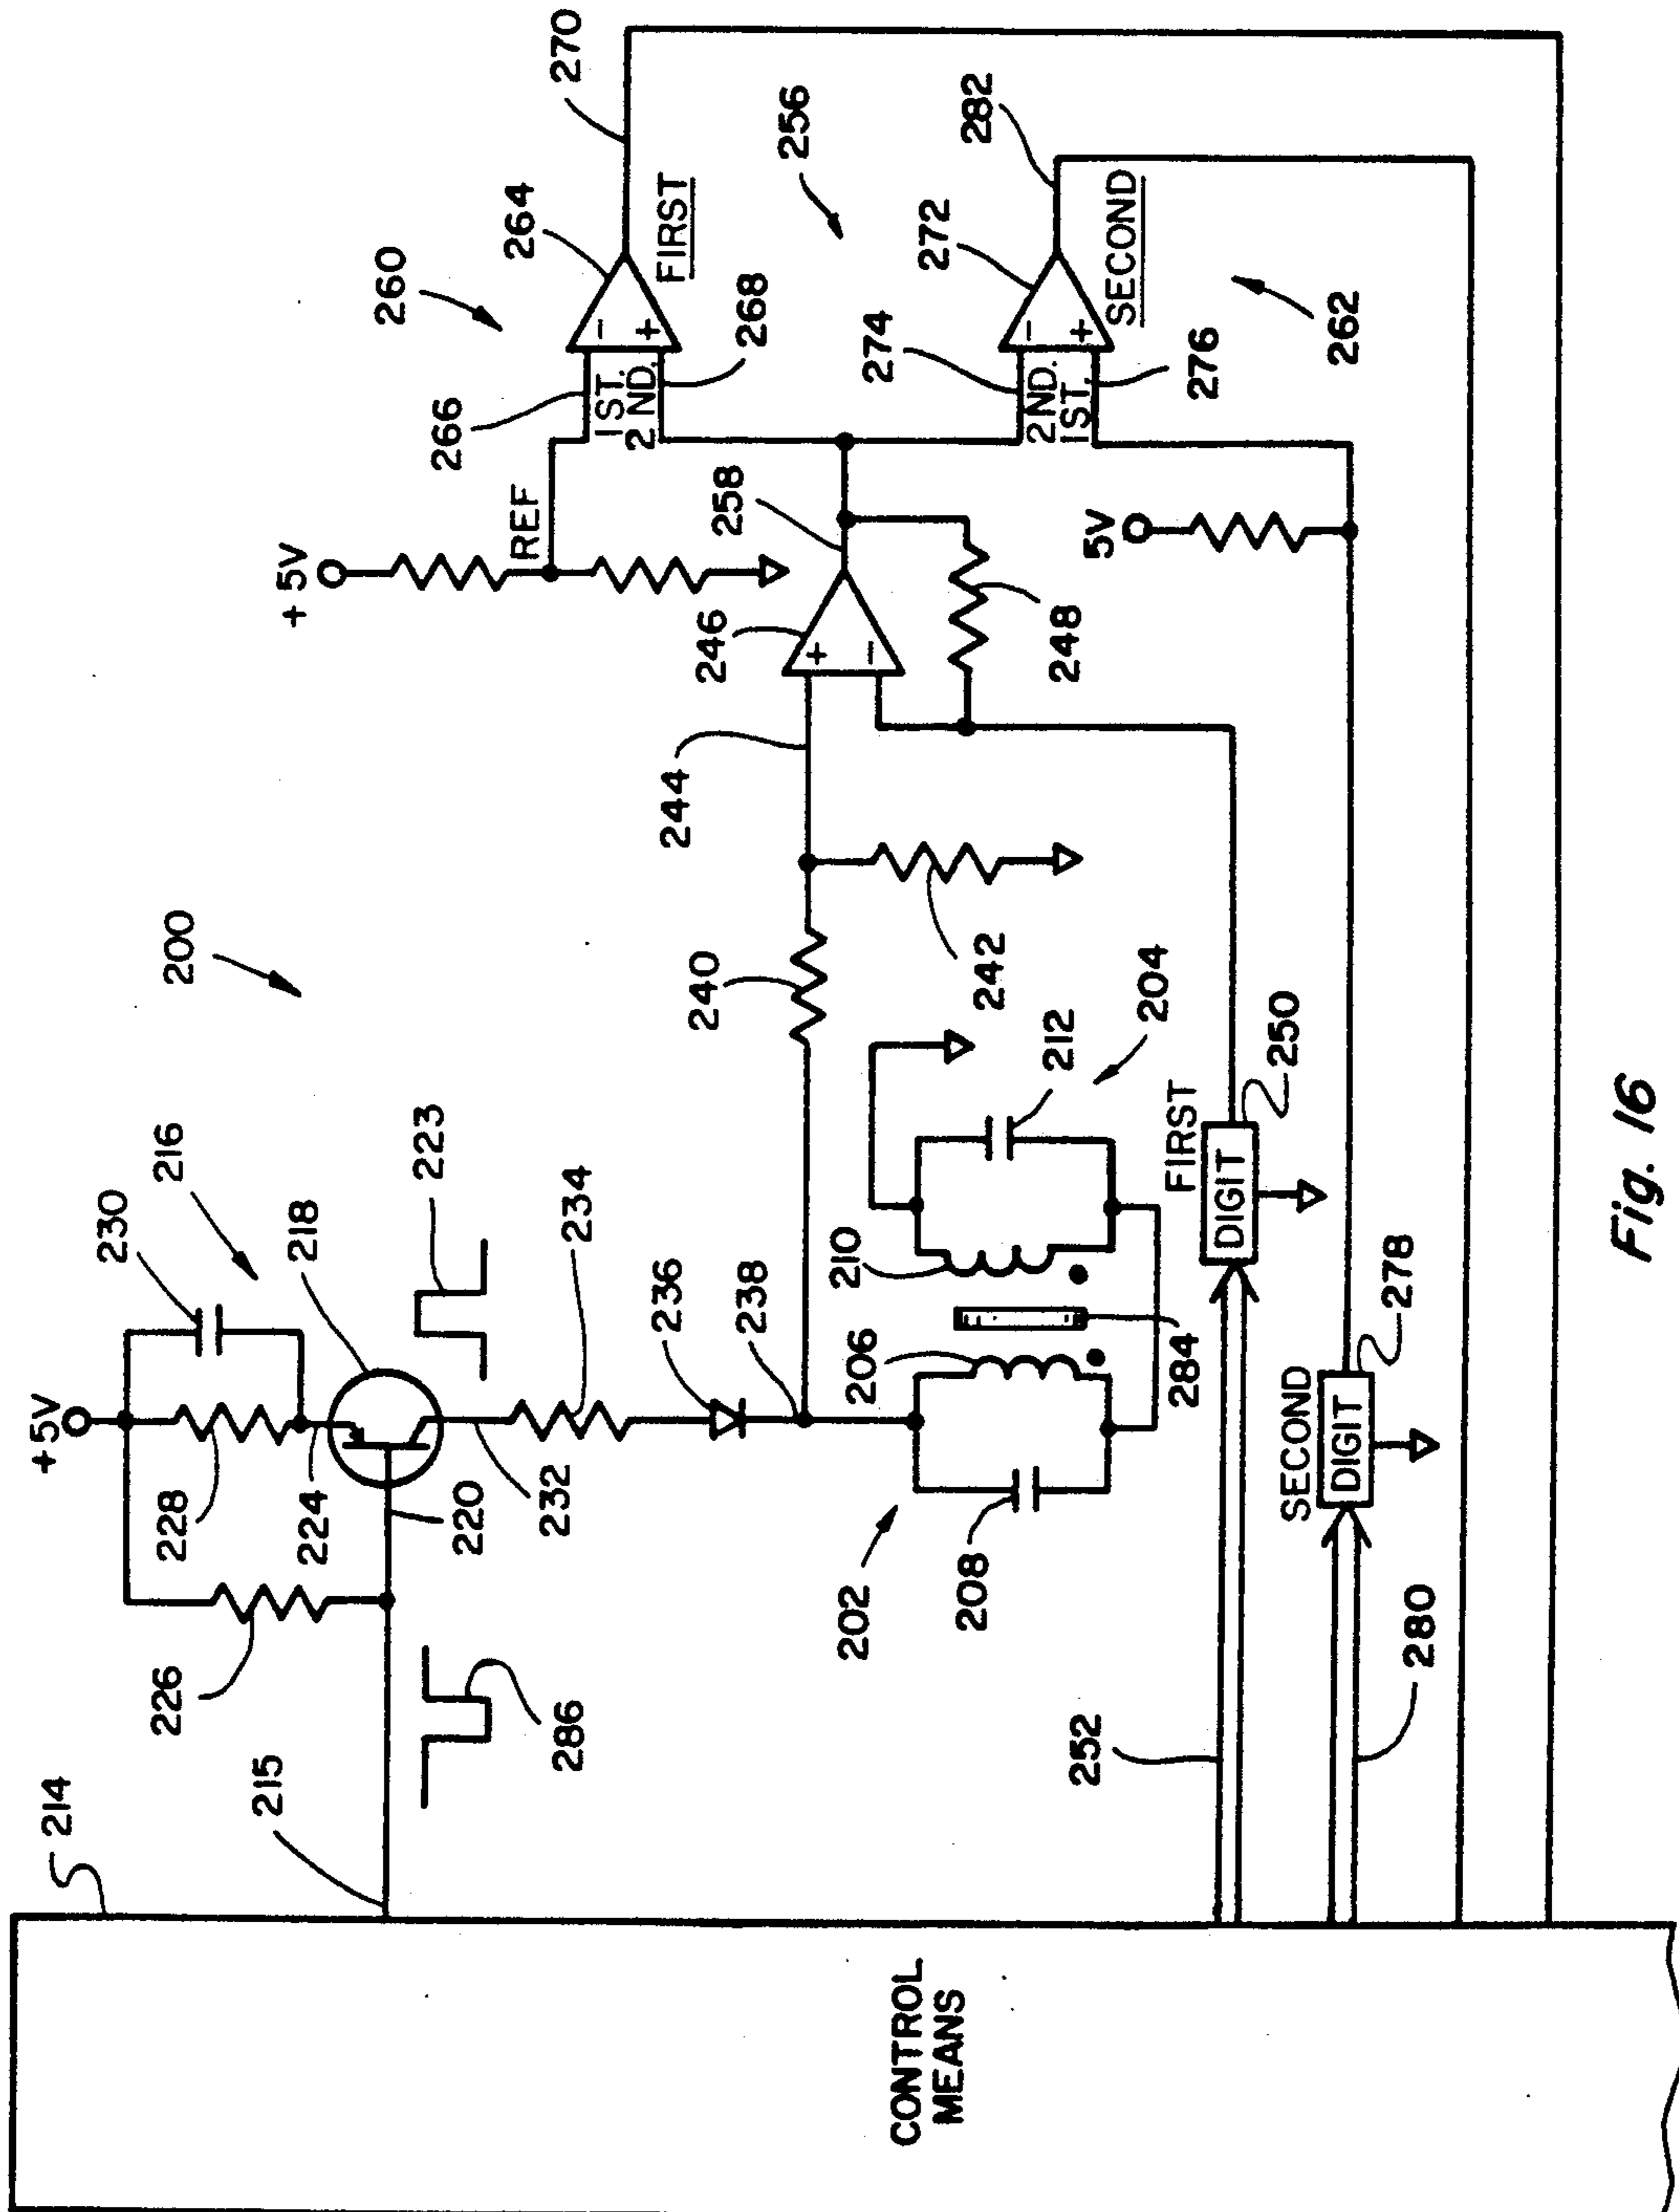 200
+5V
230
216
218
228
224
226
220
223
232
234
236
238
214
215
286
240
242
244
246
248
+5V
REF
258
266
1ST.
2ND.
268
260
264
FIRST
270
256
274
2ND.
1ST.
276
272
SECOND
282
262
5V
202
208
206
210
212
204
284
FIRST
DIGIT
250
252
SECOND
DIGIT
278
280
CONTROL
MEANS
Fig. 16
-
+
-
+
+
-